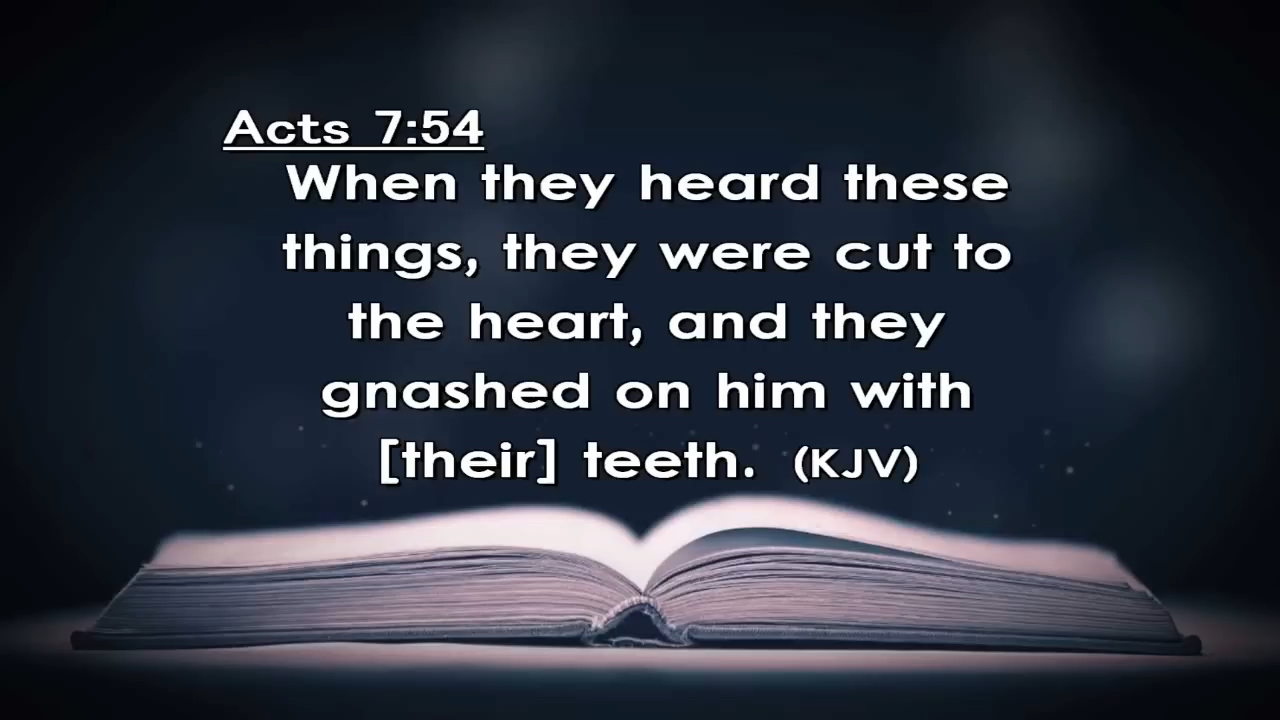 Acts 7:54
When they heard these
things, they were cut to
the heart, and they
gnashed on him with
[their] teeth. (KJV)